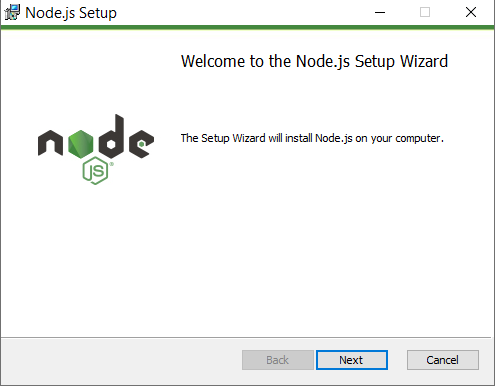 Node.js Setup
Welcome to the Node.js Setup Wizard
The Setup Wizard will install Node.js on your computer.
node
JS®
Back
Next
Cancel